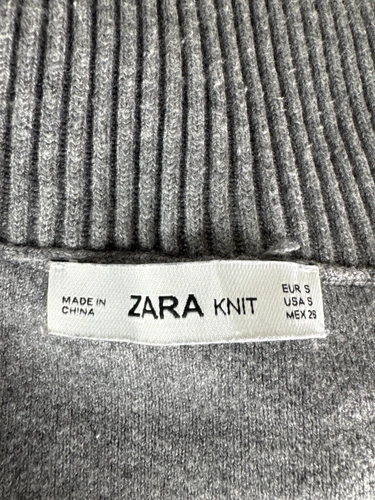 MADE IN
CHINA
ZARA KNIT
EUR S
USA S
MEX 26